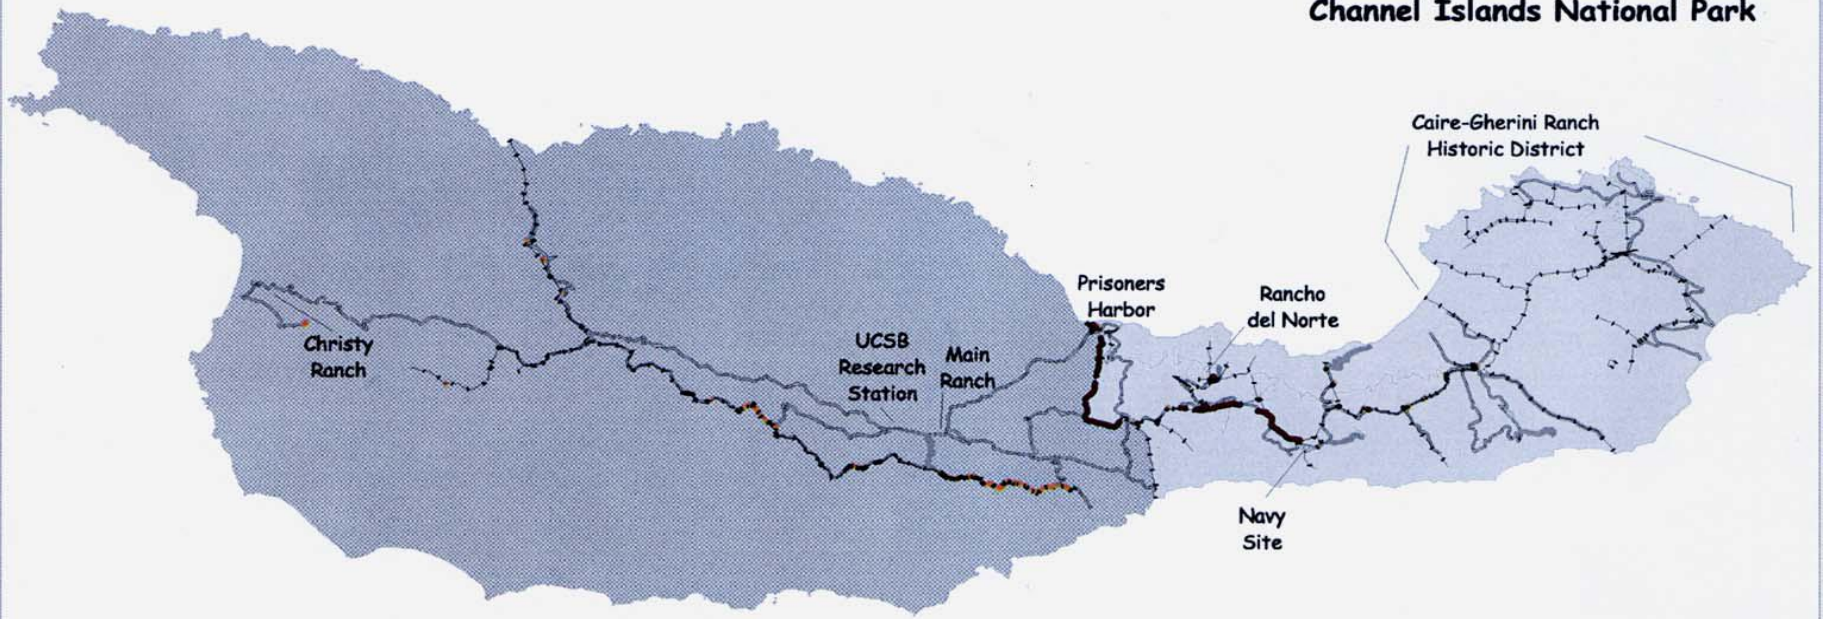 Channel Islands National Park
Caire-Gherini Ranch
Historic District
Prisoners
Harbor
Rancho
del Norte
Christy
Ranch
UCSB
Research
Station
Main
Ranch
Navy
Site